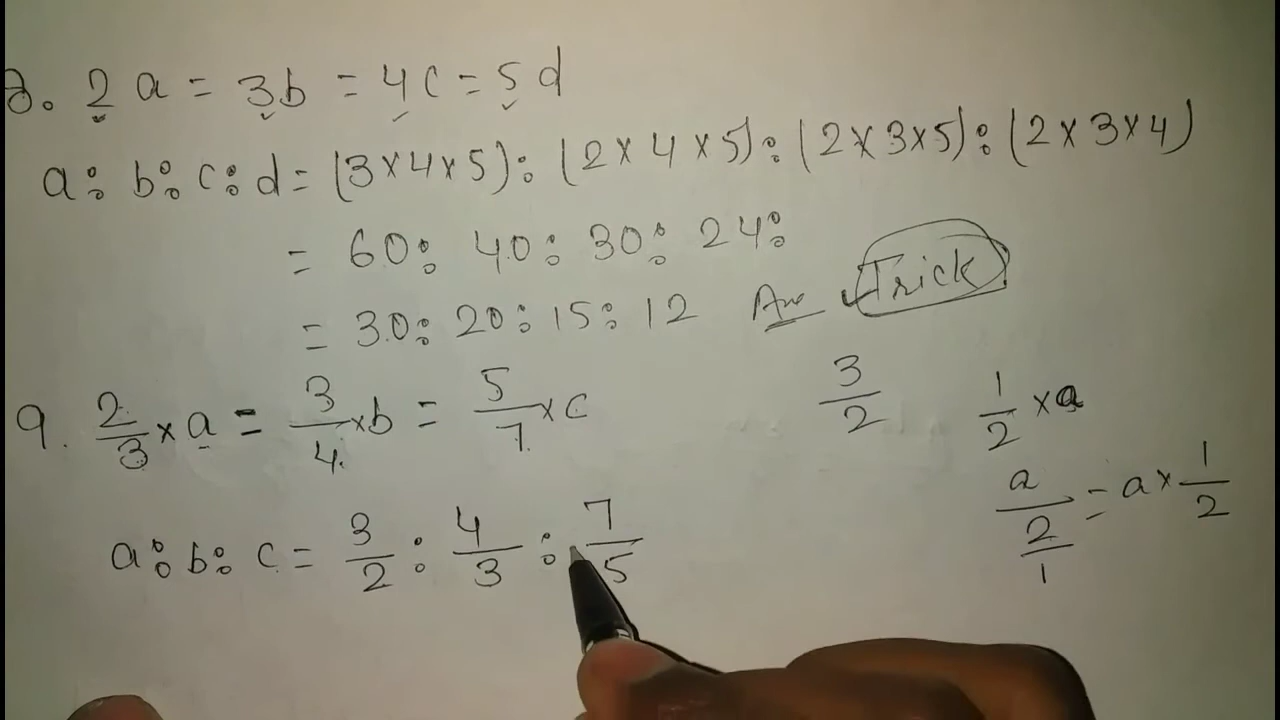 8. 2a = 3b = 4c = 5d
a : b : c : d = (3×4×5) : (2×4×5) : (2×3×5) : (2×3×4)
= 60 : 40 : 30 : 24 :
= 30 : 20 : 15 : 12 Ans Trick
9. 2/3 × a = 3/4 × b = 5/7 × c
3/2
1/2 × a
a/(2/1) = a × 1/2
a : b : c = 3/2 : 4/3 : 7/5